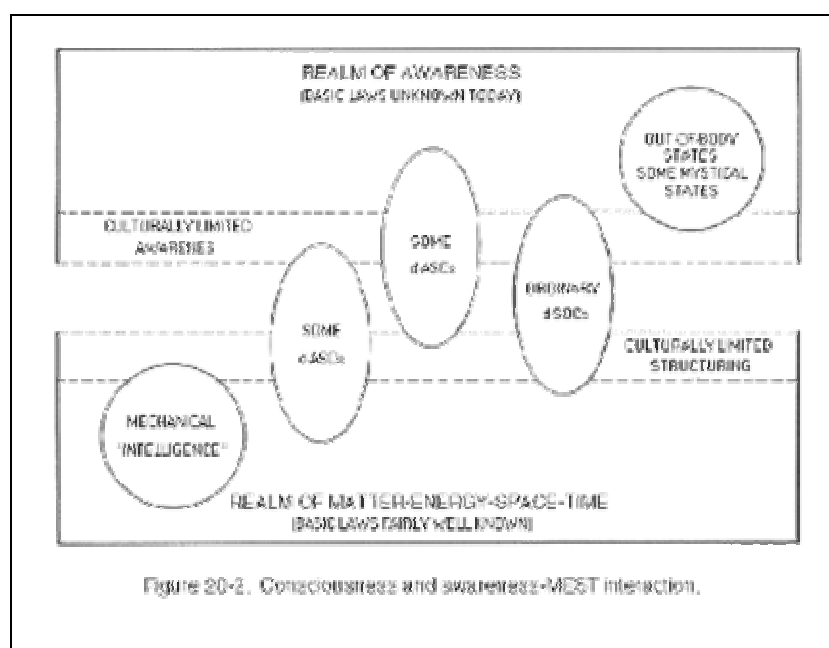 REALM OF AWARENESS
(BASIC LAWS UNKNOWN TODAY)
OUT-OF-BODY
STATES
SOME MYSTICAL
STATES
CULTURALLY LIMITED
AWARENES
SOME
d-ASCs
ORDINARY
d-SOCs
SOME
d-ASCs
CULTURALLY LIMITED
STRUCTURING
MECHANICAL
"INTELLIGENCE"
REALM OF MATTER-ENERGY-SPACE-TIME
(BASIC LAWS FAIRLY WELL KNOWN)
Figure 20-2. Consciousness and awareness-MEST interaction.